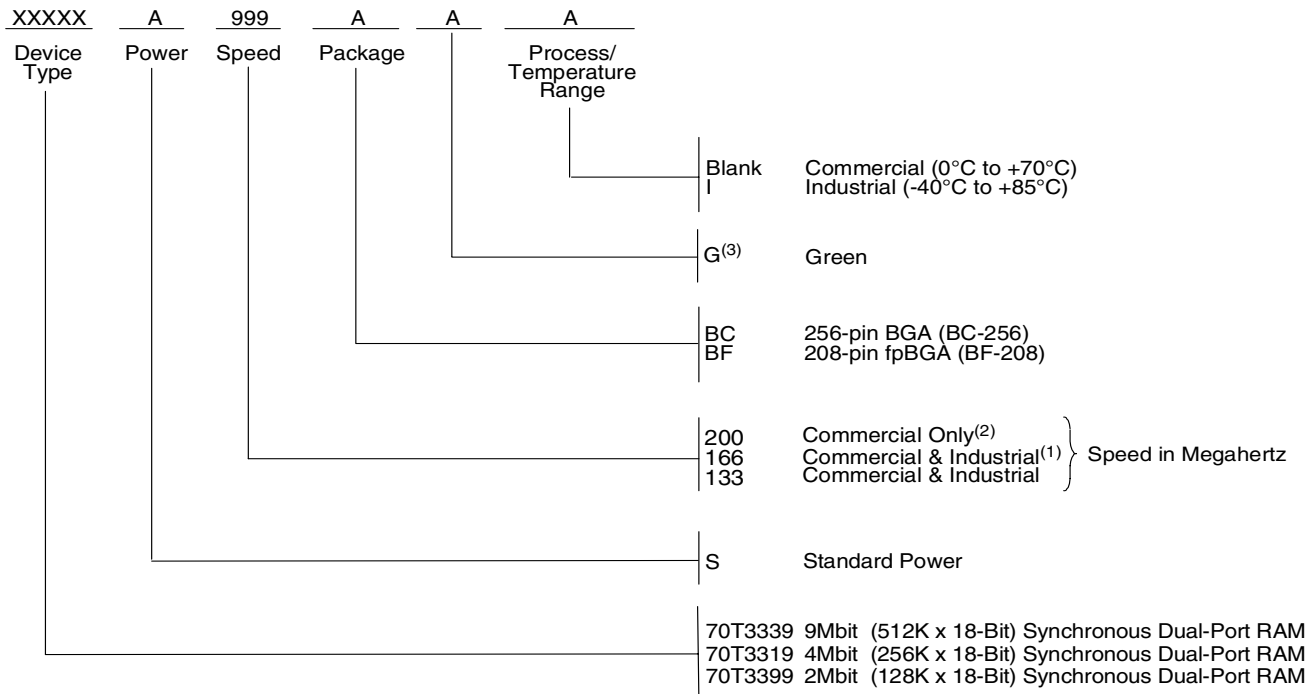 XXXXX A 999 A A A
Device Type Power Speed Package Process/ Temperature Range
Blank Commercial (0°C to +70°C)
I Industrial (-40°C to +85°C)
G(3) Green
BC 256-pin BGA (BC-256)
BF 208-pin fpBGA (BF-208)
200 Commercial Only(2)
166 Commercial & Industrial(1) Speed in Megahertz
133 Commercial & Industrial
S Standard Power
70T3339 9Mbit (512K x 18-Bit) Synchronous Dual-Port RAM
70T3319 4Mbit (256K x 18-Bit) Synchronous Dual-Port RAM
70T3399 2Mbit (128K x 18-Bit) Synchronous Dual-Port RAM